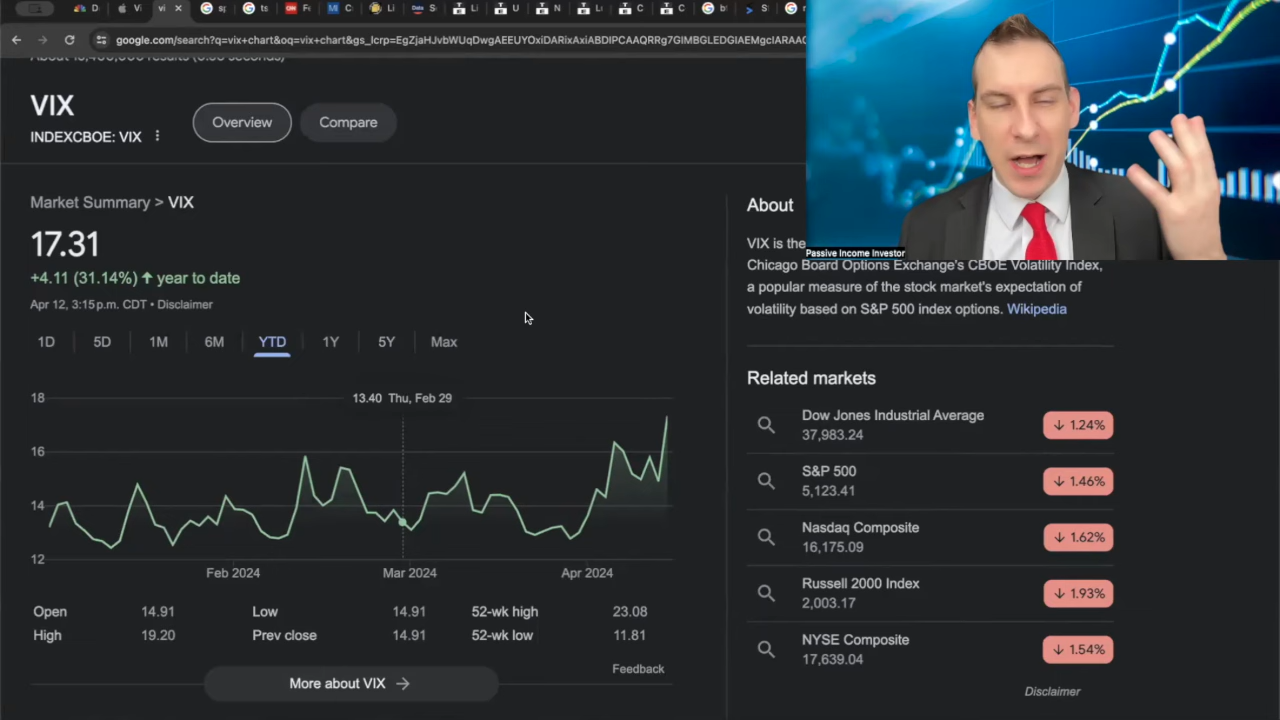 google.com/search?q=vix+chart&oq=vix+chart&gs_lcrp=
VIX
INDEXCBOE: VIX
Overview
Compare
Market Summary > VIX
17.31
+4.11 (31.14%) ↑ year to date
Apr 12, 3:15 p.m. CDT • Disclaimer
1D 5D 1M 6M YTD 1Y 5Y Max
13.40 Thu, Feb 29
18
16
14
12
Feb 2024 Mar 2024 Apr 2024
Open 14.91 Low 14.91 52-wk high 23.08
High 19.20 Prev close 14.91 52-wk low 11.81
Feedback
More about VIX →
Passive Income Investor
About
VIX is the
Chicago Board Options Exchange's CBOE Volatility Index,
a popular measure of the stock market's expectation of
volatility based on S&P 500 index options. Wikipedia
Related markets
Dow Jones Industrial Average
37,983.24
↓ 1.24%
S&P 500
5,123.41
↓ 1.46%
Nasdaq Composite
16,175.09
↓ 1.62%
Russell 2000 Index
2,003.17
↓ 1.93%
NYSE Composite
17,639.04
↓ 1.54%
Disclaimer